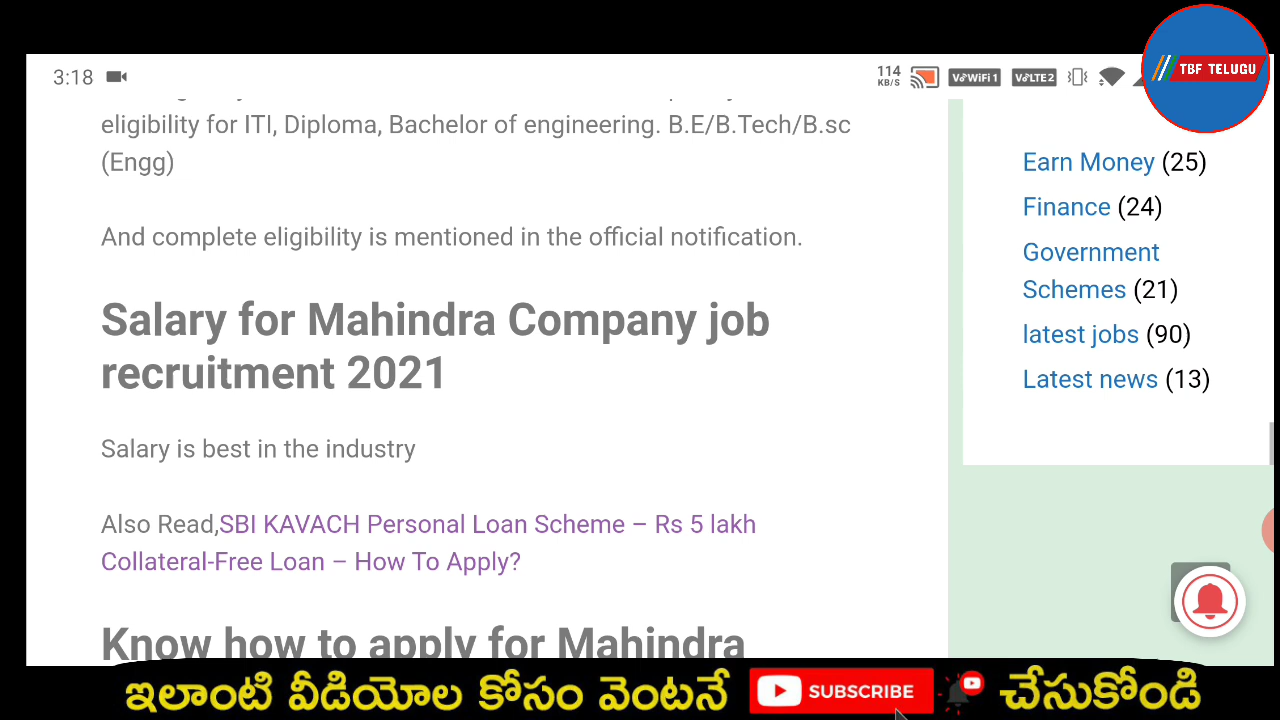 3:18
114
KB/S
VoWiFi 1
VoLTE 2
TBF TELUGU
eligibility for ITI, Diploma, Bachelor of engineering. B.E/B.Tech/B.sc
(Engg)
And complete eligibility is mentioned in the official notification.
Salary for Mahindra Company job
recruitment 2021
Salary is best in the industry
Also Read,SBI KAVACH Personal Loan Scheme – Rs 5 lakh
Collateral-Free Loan – How To Apply?
Know how to apply for Mahindra
Earn Money (25)
Finance (24)
Government
Schemes (21)
latest jobs (90)
Latest news (13)
ఇలాంటి వీడియోల కోసం వెంటనే SUBSCRIBE చేసుకోండి